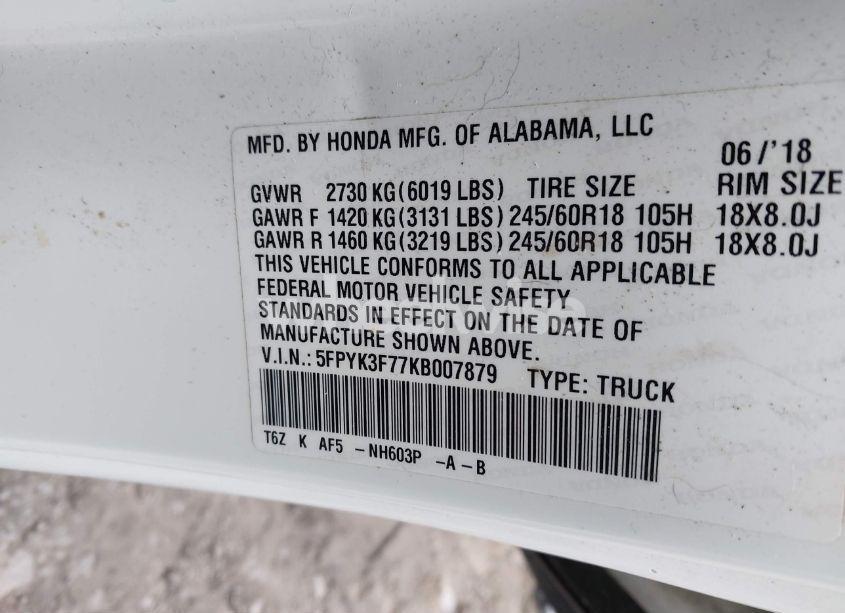 MFD. BY HONDA MFG. OF ALABAMA, LLC
06/'18
GVWR 2730 KG(6019 LBS) TIRE SIZE RIM SIZE
GAWR F 1420 KG(3131 LBS) 245/60R18 105H 18X8.0J
GAWR R 1460 KG(3219 LBS) 245/60R18 105H 18X8.0J
THIS VEHICLE CONFORMS TO ALL APPLICABLE
FEDERAL MOTOR VEHICLE SAFETY
STANDARDS IN EFFECT ON THE DATE OF
MANUFACTURE SHOWN ABOVE.
V.I.N.: 5FPYK3F77KB007879 TYPE: TRUCK
T6Z K AF5 -NH603P -A-B